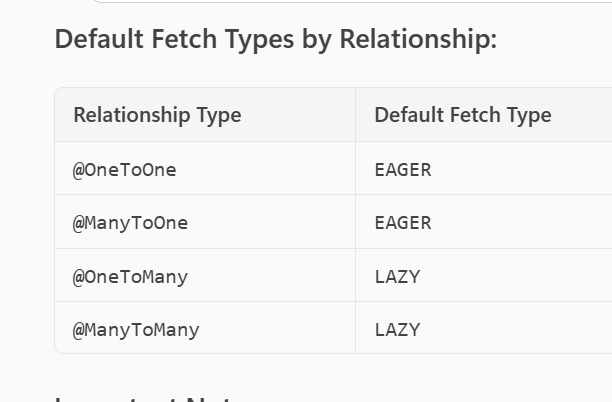 Default Fetch Types by Relationship:
Relationship Type Default Fetch Type
@OneToOne EAGER
@ManyToOne EAGER
@OneToMany LAZY
@ManyToMany LAZY